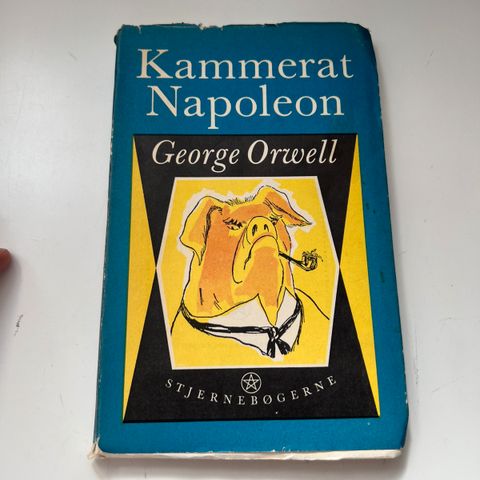 Kammerat
Napoleon
George Orwell
STJERNEBØGERNE